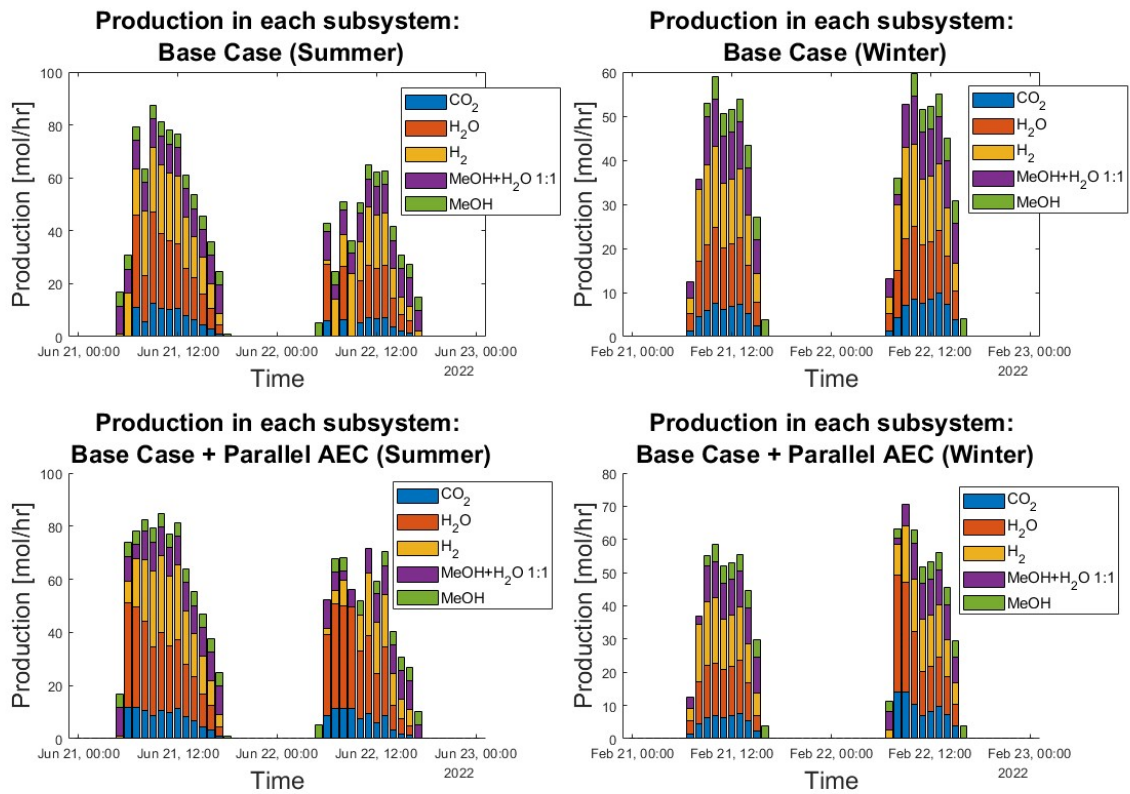 Production in each subsystem:
Base Case (Summer)
Production [mol/hr]
100
80
60
40
20
0
CO2
H2O
H2
MeOH+H2O 1:1
MeOH
Jun 21, 00:00
Jun 21, 12:00
Jun 22, 00:00
Jun 22, 12:00
Jun 23, 00:00
2022
Time
Production in each subsystem:
Base Case (Winter)
Production [mol/hr]
60
50
40
30
20
10
0
CO2
H2O
H2
MeOH+H2O 1:1
MeOH
Feb 21, 00:00
Feb 21, 12:00
Feb 22, 00:00
Feb 22, 12:00
Feb 23, 00:00
2022
Time
Production in each subsystem:
Base Case + Parallel AEC (Summer)
Production [mol/hr]
100
80
60
40
20
0
CO2
H2O
H2
MeOH+H2O 1:1
MeOH
Jun 21, 00:00
Jun 21, 12:00
Jun 22, 00:00
Jun 22, 12:00
Jun 23, 00:00
2022
Time
Production in each subsystem:
Base Case + Parallel AEC (Winter)
Production [mol/hr]
80
70
60
50
40
30
20
10
0
CO2
H2O
H2
MeOH+H2O 1:1
MeOH
Feb 21, 00:00
Feb 21, 12:00
Feb 22, 00:00
Feb 22, 12:00
Feb 23, 00:00
2022
Time